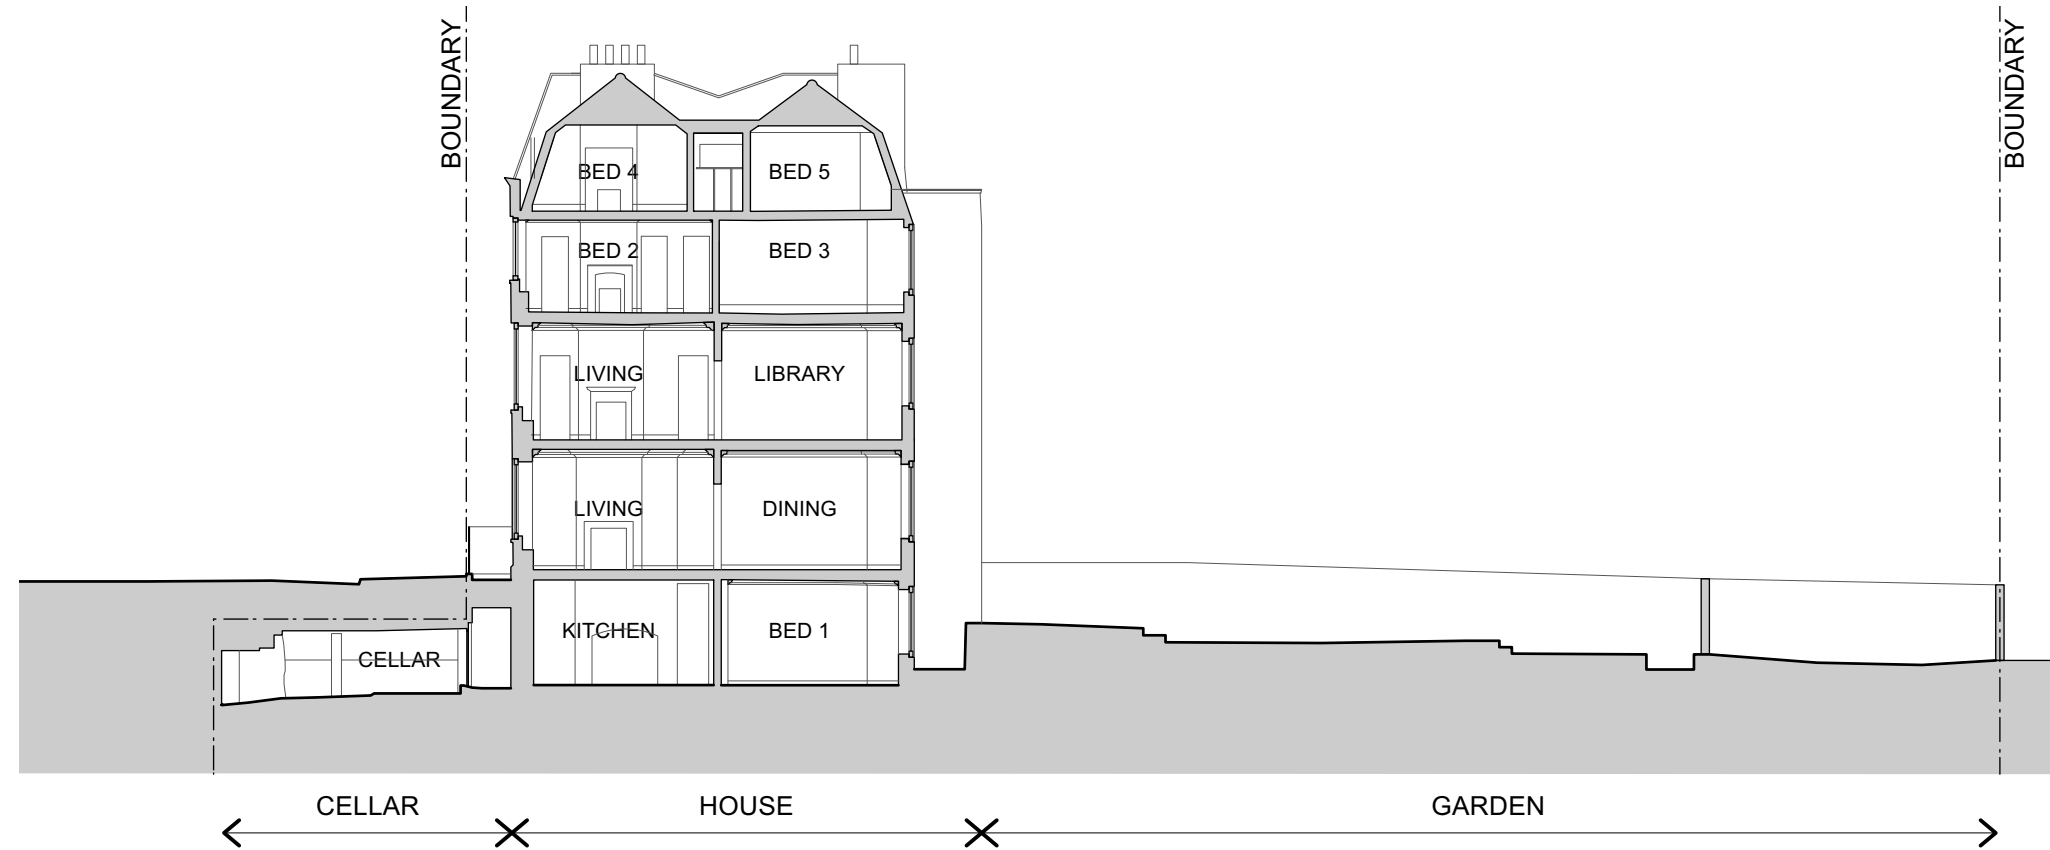 BOUNDARY
BOUNDARY
BED 4
BED 5
BED 2
BED 3
LIVING
LIBRARY
LIVING
DINING
KITCHEN
BED 1
CELLAR
CELLAR
HOUSE
GARDEN